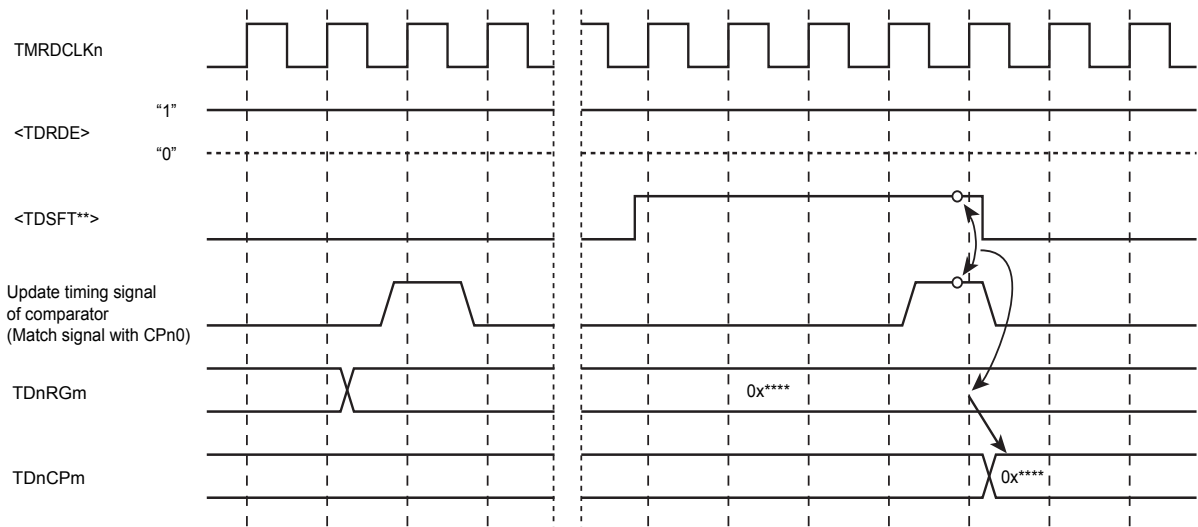 TMRDCLKn
“1”
<TDRDE>
“0”
<TDSFT**>
Update timing signal
of comparator
(Match signal with CPn0)
TDnRGm
0x****
TDnCPm
0x****